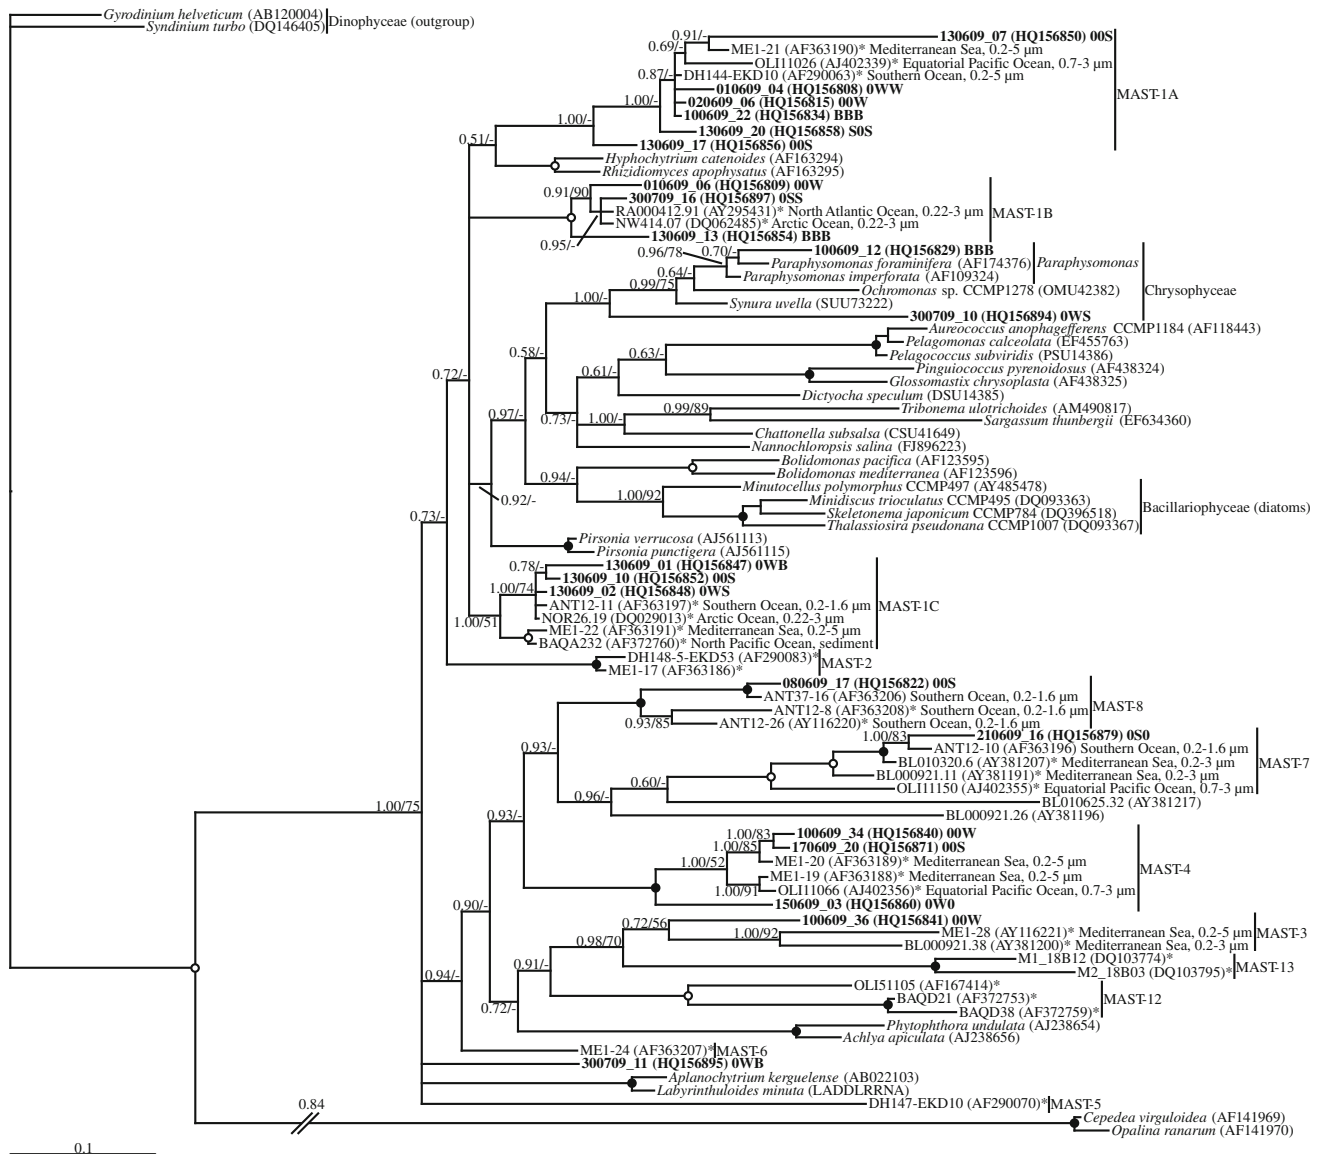 Gyrodinium helveticum (AB120004)
Syndinium turbo (DQ146405)
Dinophyceae (outgroup)
0.91/-
130609_07 (HQ156850) 00S
0.69/-
ME1-21 (AF363190)* Mediterranean Sea, 0.2-5 µm
OLI11026 (AJ402339)* Equatorial Pacific Ocean, 0.7-3 µm
0.87/-
DH144-EKD10 (AF290063)* Southern Ocean, 0.2-5 µm
010609_04 (HQ156808) 0WW
MAST-1A
1.00/-
020609_06 (HQ156815) 00W
100609_22 (HQ156834) BBB
1.00/-
130609_20 (HQ156858) S0S
0.51/-
130609_17 (HQ156856) 00S
Hyphochytrium catenoides (AF163294)
Rhizidiomyces apophysatus (AF163295)
0.91/90
010609_06 (HQ156809) 00W
300709_16 (HQ156897) 0SS
RA000412.91 (AY295431)* North Atlantic Ocean, 0.22-3 µm
MAST-1B
NW414.07 (DQ062485)* Arctic Ocean, 0.22-3 µm
130609_13 (HQ156854) BBB
0.95/-
0.96/78
0.70/-
100609_12 (HQ156829) BBB
Paraphysomonas foraminifera (AF174376)
Paraphysomonas
0.64/-
Paraphysomonas imperforata (AF109324)
0.99/75
Ochromonas sp. CCMP1278 (OMU42382)
Chrysophyceae
1.00/-
Synura uvella (SUU73222)
300709_10 (HQ156894) 0WS
Aureococcus anophagefferens CCMP1184 (AF118443)
Pelagomonas calceolata (EF455763)
0.58/-
0.63/-
Pelagococcus subviridis (PSU14386)
Pinguiococcus pyrenoidosus (AF438324)
0.72/-
0.61/-
Glossomastix chrysoplasta (AF438325)
Dictyocha speculum (DSU14385)
0.99/89
Tribonema ulotrichoides (AM490817)
0.97/-
0.73/-
1.00/-
Sargassum thunbergii (EF634360)
Chattonella subsalsa (CSU41649)
Nannochloropsis salina (FJ896223)
Bolidomonas pacifica (AF123595)
0.94/-
Bolidomonas mediterranea (AF123596)
Minutocellus polymorphus CCMP497 (AY485478)
1.00/92
0.92/-
Minidiscus trioculatus CCMP495 (DQ093363)
Bacillariophyceae (diatoms)
Skeletonema japonicum CCMP784 (DQ396518)
0.73/-
Thalassiosira pseudonana CCMP1007 (DQ093367)
Pirsonia verrucosa (AJ561113)
Pirsonia punctigera (AJ561115)
0.78/-
130609_01 (HQ156847) 0WB
130609_10 (HQ156852) 00S
1.00/74
130609_02 (HQ156848) 0WS
ANT12-11 (AF363197)* Southern Ocean, 0.2-1.6 µm
MAST-1C
NOR26.19 (DQ029013)* Arctic Ocean, 0.22-3 µm
1.00/51
ME1-22 (AF363191)* Mediterranean Sea, 0.2-5 µm
BAQA232 (AF372760)* North Pacific Ocean, sediment
DH148-5-EKD53 (AF290083)*
MAST-2
ME1-17 (AF363186)*
080609_17 (HQ156822) 00S
ANT37-16 (AF363206) Southern Ocean, 0.2-1.6 µm
MAST-8
ANT12-8 (AF363208)* Southern Ocean, 0.2-1.6 µm
0.93/85
ANT12-26 (AY116220)* Southern Ocean, 0.2-1.6 µm
1.00/83
210609_16 (HQ156879) 0S0
0.93/-
ANT12-10 (AF363196) Southern Ocean, 0.2-1.6 µm
BL010320.6 (AY381207)* Mediterranean Sea, 0.2-3 µm
MAST-7
0.60/-
BL000921.11 (AY381191)* Mediterranean Sea, 0.2-3 µm
OLI11150 (AJ402355)* Equatorial Pacific Ocean, 0.7-3 µm
0.96/-
BL010625.32 (AY381217)
1.00/75
0.93/-
BL000921.26 (AY381196)
1.00/83
100609_34 (HQ156840) 00W
1.00/85
170609_20 (HQ156871) 00S
1.00/52
ME1-20 (AF363189)* Mediterranean Sea, 0.2-5 µm
MAST-4
ME1-19 (AF363188)* Mediterranean Sea, 0.2-5 µm
1.00/91
OLI11066 (AJ402356)* Equatorial Pacific Ocean, 0.7-3 µm
0.90/-
150609_03 (HQ156860) 0W0
0.72/56
100609_36 (HQ156841) 00W
1.00/92
ME1-28 (AY116221)* Mediterranean Sea, 0.2-5 µm
MAST-3
0.98/70
BL000921.38 (AY381200)* Mediterranean Sea, 0.2-3 µm
M1_18B12 (DQ103774)*
MAST-13
0.91/-
M2_18B03 (DQ103795)*
0.94/-
OLI51105 (AF167414)*
BAQD21 (AF372753)*
MAST-12
0.72/-
BAQD38 (AF372759)*
Phytophthora undulata (AJ238654)
Achlya apiculata (AJ238656)
ME1-24 (AF363207)*
MAST-6
300709_11 (HQ156895) 0WB
Aplanochytrium kerguelense (AB022103)
Labyrinthuloides minuta (LADDLRRNA)
0.84
DH147-EKD10 (AF290070)*
MAST-5
Cepedea virguloidea (AF141969)
Opalina ranarum (AF141970)
0.1